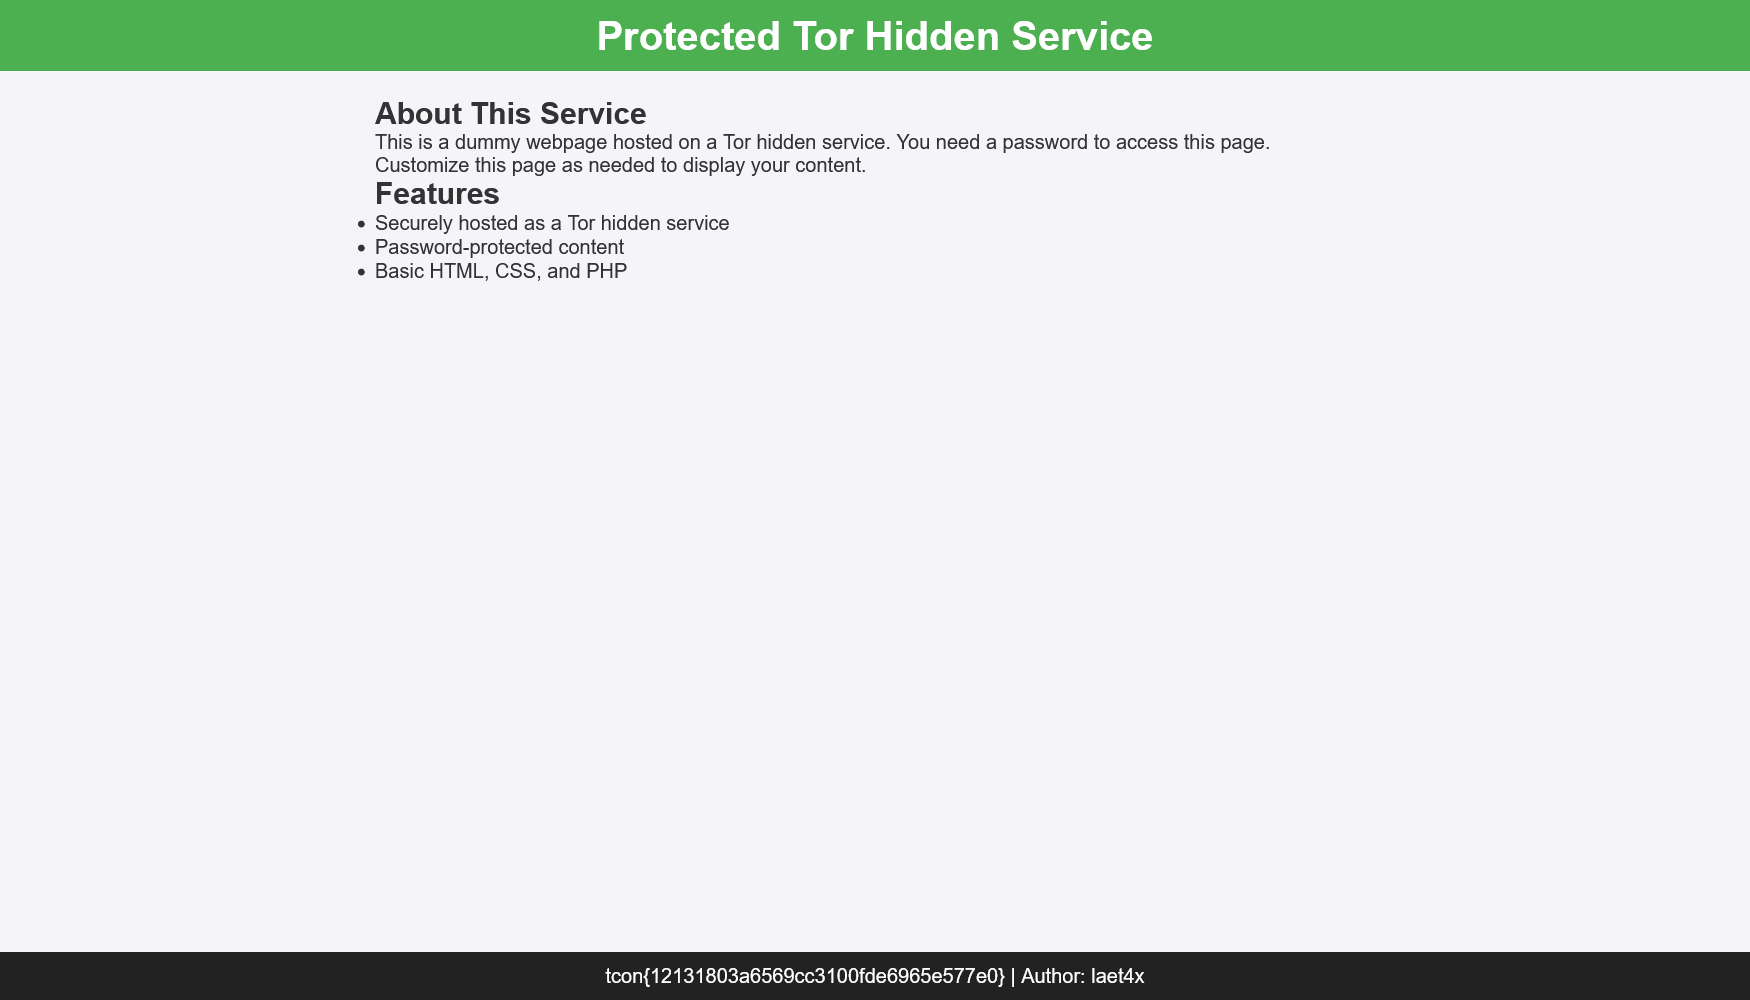 Protected Tor Hidden Service
About This Service
This is a dummy webpage hosted on a Tor hidden service. You need a password to access this page.
Customize this page as needed to display your content.
Features
• Securely hosted as a Tor hidden service
• Password-protected content
• Basic HTML, CSS, and PHP
tcon{12131803a6569cc3100fde6965e577e0} | Author: laet4x